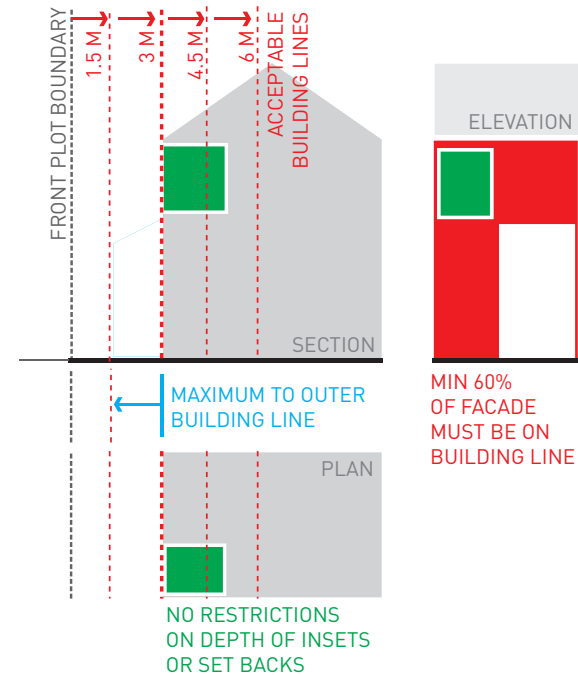 FRONT PLOT BOUNDARY
1.5 M
3 M
4.5 M
6 M
ACCEPTABLE
BUILDING LINES
ELEVATION
SECTION
MAXIMUM TO OUTER
BUILDING LINE
MIN 60%
OF FACADE
MUST BE ON
BUILDING LINE
PLAN
NO RESTRICTIONS
ON DEPTH OF INSETS
OR SET BACKS